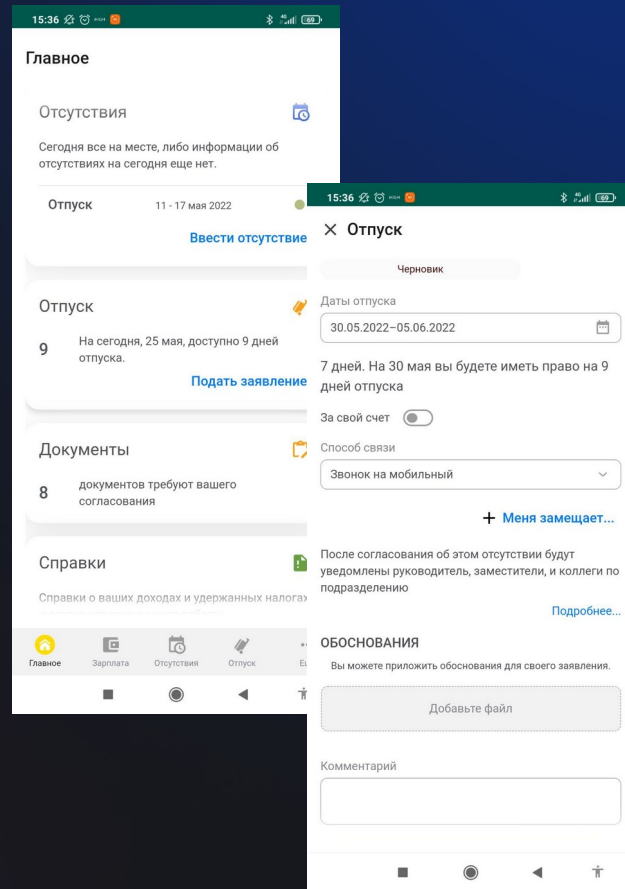 15:36
69
Главное
Отсутствия
Сегодня все на месте, либо информации об
отсутствиях на сегодня еще нет.
Отпуск 11 - 17 мая 2022
Ввести отсутствие
Отпуск
9 На сегодня, 25 мая, доступно 9 дней
отпуска.
Подать заявление
Документы
8 документов требуют вашего
согласования
Справки
Справки о ваших доходах и удержанных налогах
Главное Зарплата Отсутствия Отпуск
15:36
69
Отпуск
Черновик
Даты отпуска
30.05.2022–05.06.2022
7 дней. На 30 мая вы будете иметь право на 9
дней отпуска
За свой счет
Способ связи
Звонок на мобильный
+ Меня замещает...
После согласования об этом отсутствии будут
уведомлены руководитель, заместители, и коллеги по
подразделению
Подробнее...
ОБОСНОВАНИЯ
Вы можете приложить обоснования для своего заявления.
Добавьте файл
Комментарий